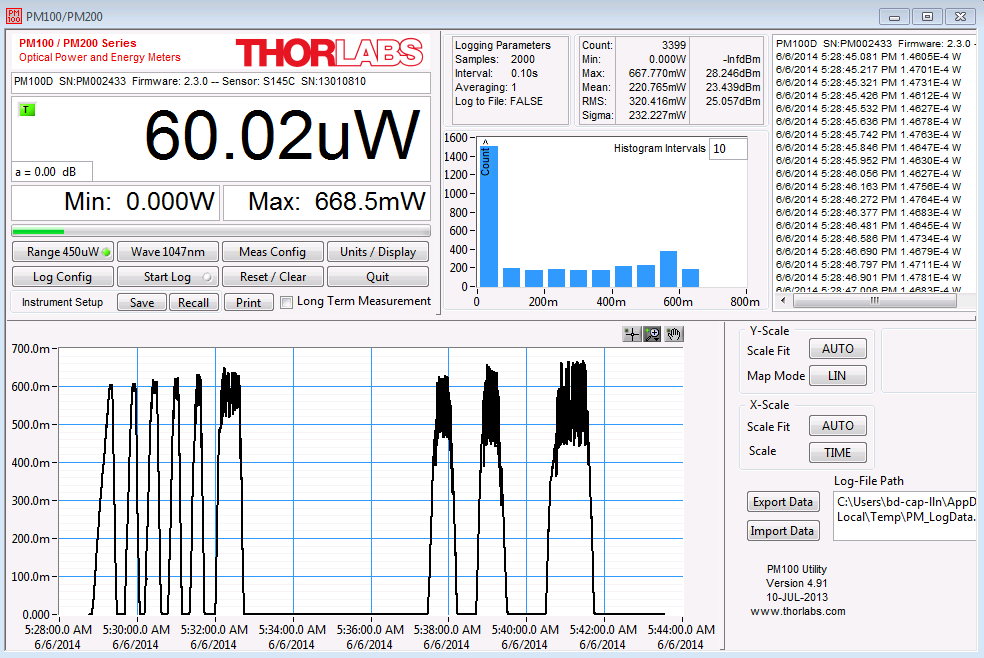 PM100/PM200
PM100 / PM200 Series
Optical Power and Energy Meters
THORLABS
PM100D SN:PM002433 Firmware: 2.3.0 -- Sensor: S145C SN:13010810
T
60.02uW
a = 0.00 dB
Min: 0.000W
Max: 668.5mW
Range 450uW
Wave 1047nm
Meas Config
Units / Display
Log Config
Start Log
Reset / Clear
Quit
Instrument Setup
Save
Recall
Print
Long Term Measurement
Logging Parameters
Samples: 2000
Interval: 0.10s
Averaging: 1
Log to File: FALSE
Count: 3399
Min: 0.000W -InfdBm
Max: 667.770mW 28.246dBm
Mean: 220.765mW 23.439dBm
RMS: 320.416mW 25.057dBm
Sigma: 232.227mW
Histogram Intervals 10
Count
1600
1400
1200
1000
800
600
400
200
0
0 200m 400m 600m 800m
PM100D SN:PM002433 Firmware: 2.3.0 -
6/6/2014 5:28:45.081 PM 1.4605E-4 W
6/6/2014 5:28:45.217 PM 1.4701E-4 W
6/6/2014 5:28:45.321 PM 1.4731E-4 W
6/6/2014 5:28:45.426 PM 1.4612E-4 W
6/6/2014 5:28:45.532 PM 1.4627E-4 W
6/6/2014 5:28:45.636 PM 1.4678E-4 W
6/6/2014 5:28:45.742 PM 1.4763E-4 W
6/6/2014 5:28:45.846 PM 1.4647E-4 W
6/6/2014 5:28:45.952 PM 1.4630E-4 W
6/6/2014 5:28:46.056 PM 1.4627E-4 W
6/6/2014 5:28:46.163 PM 1.4756E-4 W
6/6/2014 5:28:46.272 PM 1.4764E-4 W
6/6/2014 5:28:46.377 PM 1.4683E-4 W
6/6/2014 5:28:46.481 PM 1.4645E-4 W
6/6/2014 5:28:46.586 PM 1.4734E-4 W
6/6/2014 5:28:46.690 PM 1.4679E-4 W
6/6/2014 5:28:46.797 PM 1.4711E-4 W
6/6/2014 5:28:46.901 PM 1.4781E-4 W
6/6/2014 5:28:47.006 PM 1.4683E-4 W
700.0m
600.0m
500.0m
400.0m
300.0m
200.0m
100.0m
0.000
5:28:00.0 AM 5:30:00.0 AM 5:32:00.0 AM 5:34:00.0 AM 5:36:00.0 AM 5:38:00.0 AM 5:40:00.0 AM 5:42:00.0 AM 5:44:00.0 AM
6/6/2014 6/6/2014 6/6/2014 6/6/2014 6/6/2014 6/6/2014 6/6/2014 6/6/2014 6/6/2014
Y-Scale
Scale Fit AUTO
Map Mode LIN
X-Scale
Scale Fit AUTO
Scale TIME
Log-File Path
Export Data
Import Data
C:\Users\bd-cap-lln\AppD
Local\Temp\PM_LogData.
PM100 Utility
Version 4.91
10-JUL-2013
www.thorlabs.com